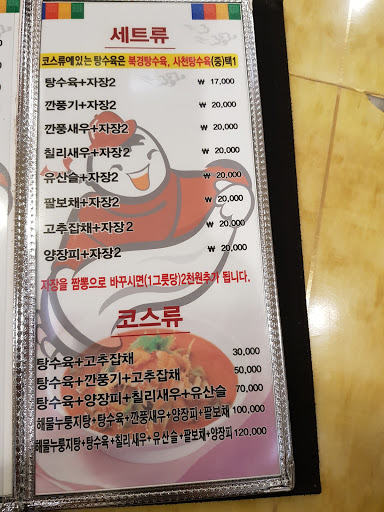 세트류
코스류에 있는 탕수육은 북경탕수육, 사천탕수육(중)택1
탕수육+자장2 ₩ 17,000
깐풍기+자장2 ₩ 20,000
깐풍새우+자장2 ₩ 20,000
칠리새우+자장2 ₩ 20,000
유산슬+자장2 ₩ 20,000
팔보채+자장2 ₩ 20,000
고추잡채+자장2 ₩ 20,000
양장피+자장2 ₩ 20,000
자장을 짬뽕으로 바꾸시면(1그릇당)2천원추가 됩니다.
코스류
탕수육+고추잡채 30,000
탕수육+깐풍기+고추잡채 50,000
탕수육+양장피+칠리새우+유산슬 70,000
해물누룽지탕+탕수육+깐풍새우+양장피+팔보채 100,000
해물누룽지탕+탕수육+칠리새우+유산슬+팔보채+양장피 120,000